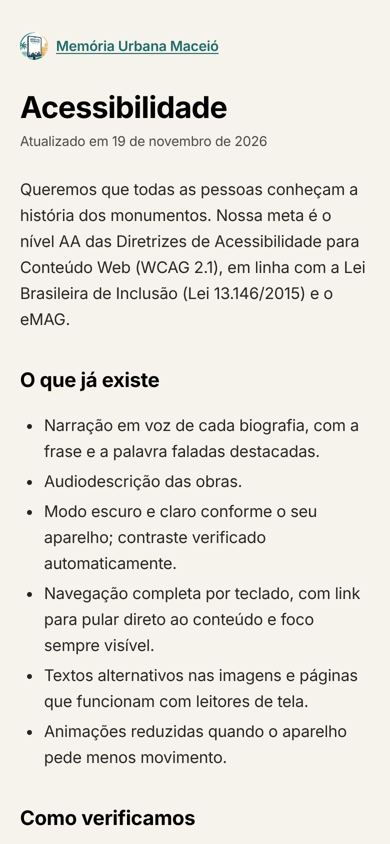 Memória Urbana Maceió
Acessibilidade
Atualizado em 19 de novembro de 2026
Queremos que todas as pessoas conheçam a
história dos monumentos. Nossa meta é o
nível AA das Diretrizes de Acessibilidade para
Conteúdo Web (WCAG 2.1), em linha com a Lei
Brasileira de Inclusão (Lei 13.146/2015) e o
eMAG.
O que já existe
• Narração em voz de cada biografia, com a
frase e a palavra faladas destacadas.
• Audiodescrição das obras.
• Modo escuro e claro conforme o seu
aparelho; contraste verificado
automaticamente.
• Navegação completa por teclado, com link
para pular direto ao conteúdo e foco
sempre visível.
• Textos alternativos nas imagens e páginas
que funcionam com leitores de tela.
• Animações reduzidas quando o aparelho
pede menos movimento.
Como verificamos